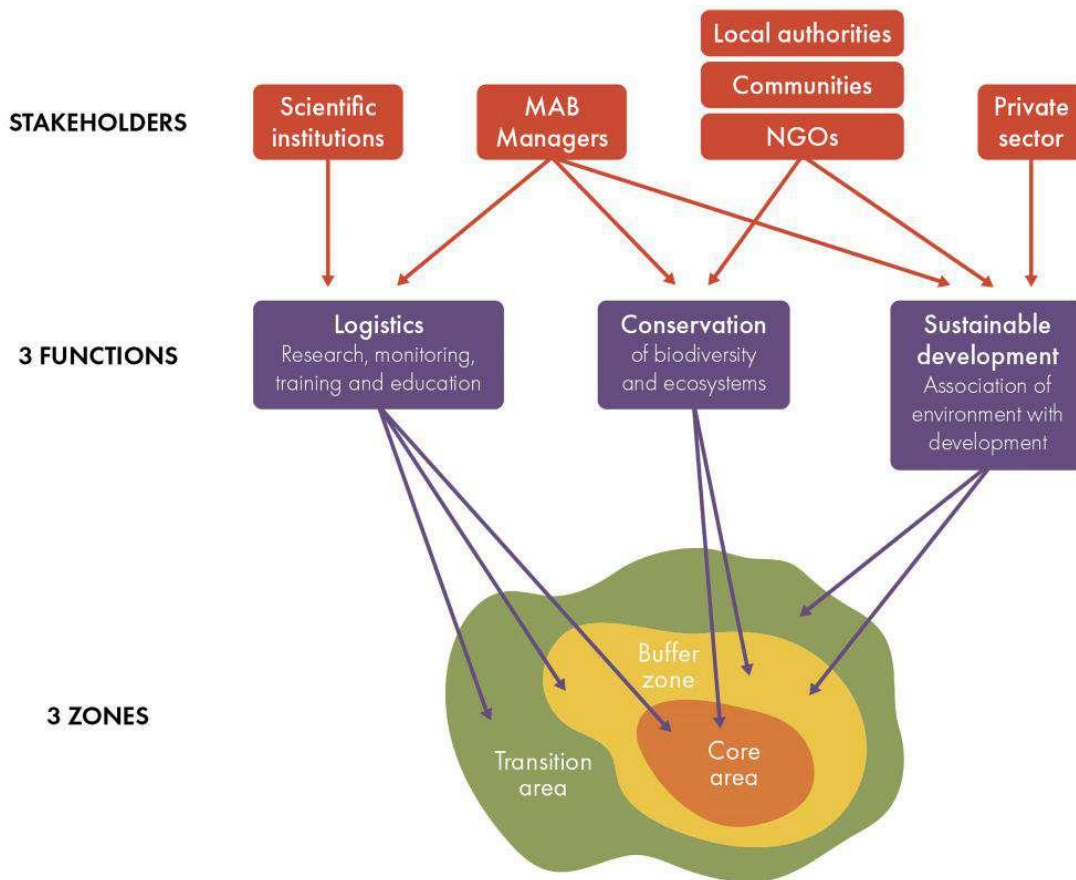 Local authorities
Communities
NGOs
STAKEHOLDERS
Scientific
institutions
MAB
Managers
Private
sector
3 FUNCTIONS
Logistics
Research, monitoring,
training and education
Conservation
of biodiversity
and ecosystems
Sustainable
development
Association of
environment with
development
3 ZONES
Buffer
zone
Transition
area
Core
area